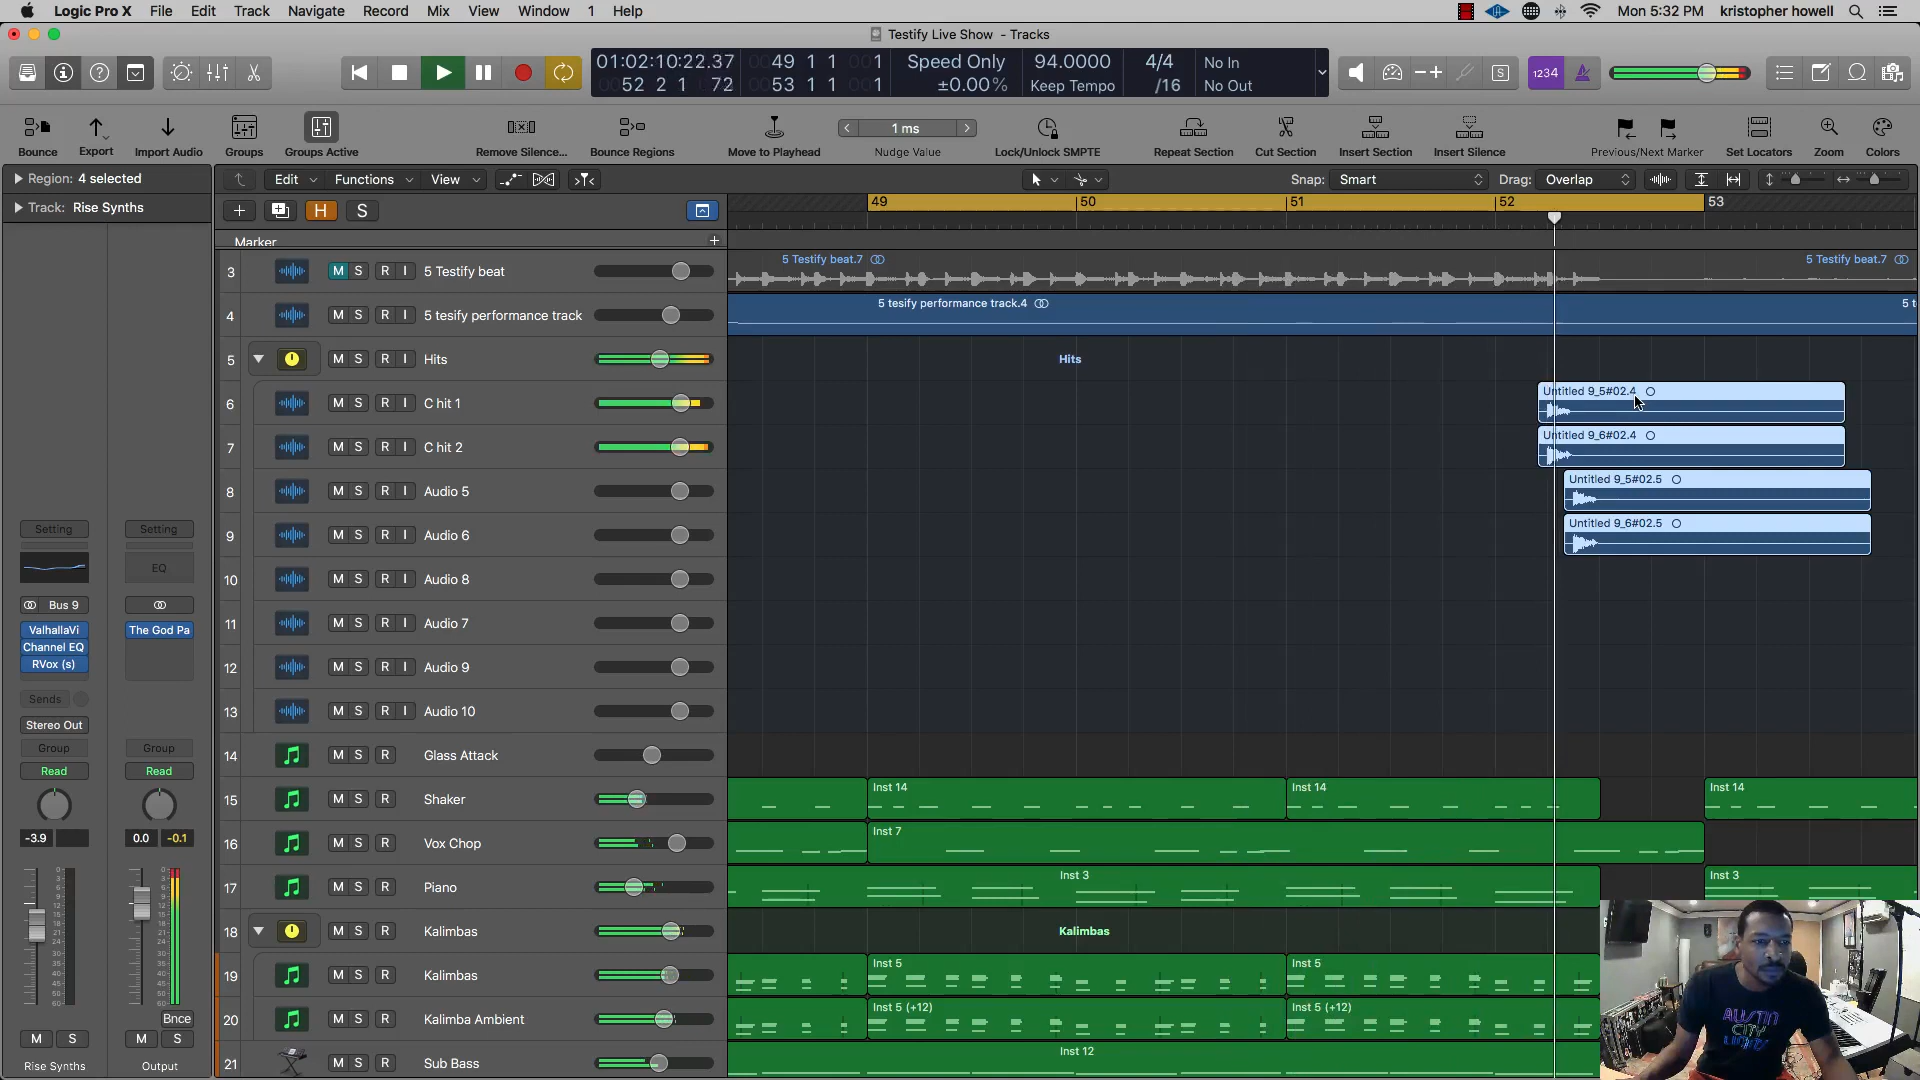 Logic Pro X File Edit Track Navigate Record Mix View Window 1 Help Mon 5:32 PM kristopher howell
Testify Live Show - Tracks
01:02:10:22.37 49 1 1 1 Speed Only 94.0000 4/4 No In
52 2 1 72 53 1 1 1 ±0.00% Keep Tempo /16 No Out
S 1234
1 ms
Bounce Export Import Audio Groups Groups Active Remove Silence... Bounce Regions Move to Playhead Nudge Value Lock/Unlock SMPTE Repeat Section Cut Section Insert Section Insert Silence Previous/Next Marker Set Locators Zoom Colors
Region: 4 selected
Edit Functions View Snap: Smart Drag: Overlap
Track: Rise Synths
H S
49 50 51 52 53
Marker
3 M S R I 5 Testify beat
5 Testify beat.7 5 Testify beat.7
4 M S R I 5 tesify performance track
5 tesify performance track.4 5 t
5 M S R I Hits
Hits
6 M S R I C hit 1
Untitled 9_5#02.4
7 M S R I C hit 2
Untitled 9_6#02.4
8 M S R I Audio 5
Untitled 9_5#02.5
9 M S R I Audio 6
Untitled 9_6#02.5
10 M S R I Audio 8
11 M S R I Audio 7
12 M S R I Audio 9
13 M S R I Audio 10
14 M S R Glass Attack
15 M S R Shaker
Inst 14 Inst 14 Inst 14
16 M S R Vox Chop
Inst 7
17 M S R Piano
Inst 3 Inst 3
18 M S R Kalimbas
Kalimbas
19 M S R Kalimbas
Inst 5 Inst 5
20 M S R Kalimba Ambient
Inst 5 (+12) Inst 5 (+12)
21 M S R Sub Bass
Inst 12
Setting Setting
EQ
Bus 9
ValhallaVi The God Pa
Channel EQ
RVox (s)
Sends
Stereo Out
Group Group
Read Read
-3.9 0.0 -0.1
Bnce
M S M S
Rise Synths Output
AUSTIN
CITY
LIMITS